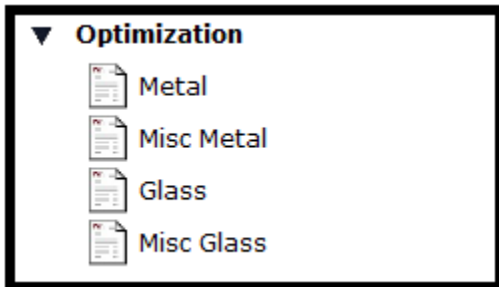 Optimization
Metal
Misc Metal
Glass
Misc Glass